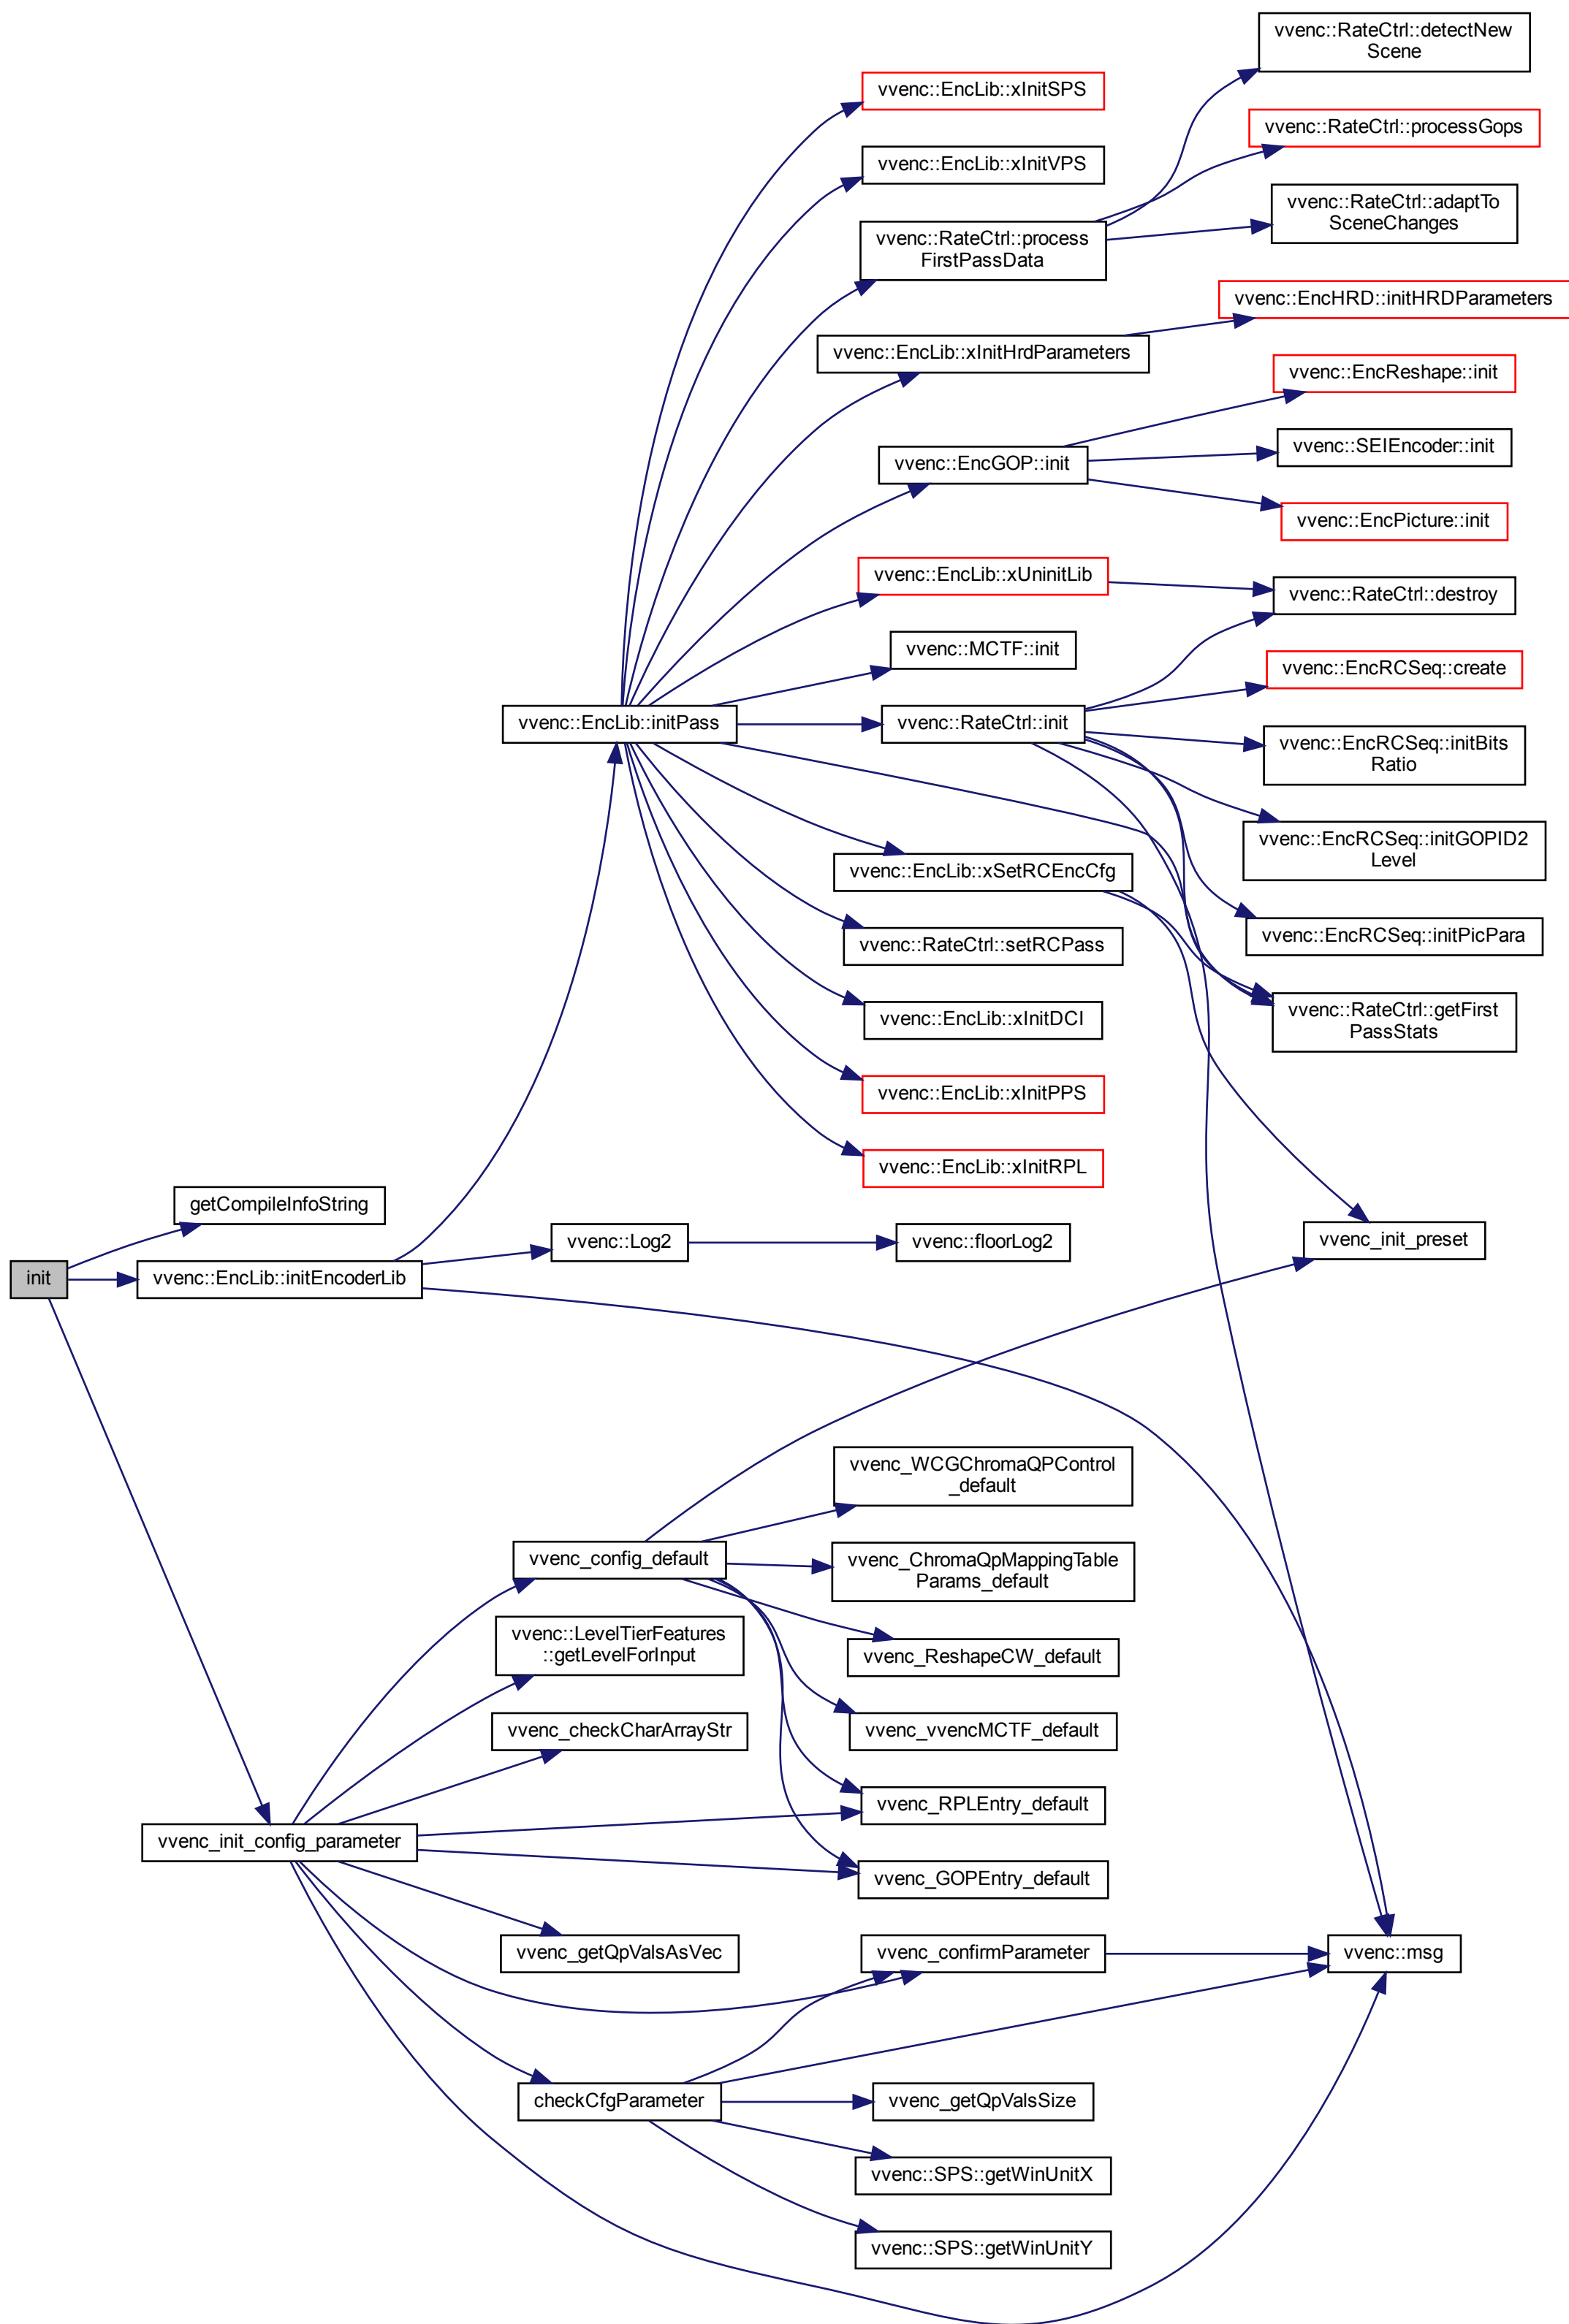 vvenc::RateCtrl::detectNew
Scene
vvenc::EncLib::xInitSPS
vvenc::RateCtrl::processGops
vvenc::EncLib::xInitVPS
vvenc::RateCtrl::adaptTo
SceneChanges
vvenc::RateCtrl::process
FirstPassData
vvenc::EncHRD::initHRDParameters
vvenc::EncLib::xInitHrdParameters
vvenc::EncReshape::init
vvenc::SEIEncoder::init
vvenc::EncGOP::init
vvenc::EncPicture::init
vvenc::EncLib::xUninitLib
vvenc::RateCtrl::destroy
vvenc::MCTF::init
vvenc::EncRCSeq::create
vvenc::EncLib::initPass
vvenc::RateCtrl::init
vvenc::EncRCSeq::initBits
Ratio
vvenc::EncRCSeq::initGOPID2
Level
vvenc::EncLib::xSetRCEncCfg
vvenc::RateCtrl::setRCPass
vvenc::EncRCSeq::initPicPara
vvenc::EncLib::xInitDCI
vvenc::RateCtrl::getFirst
PassStats
vvenc::EncLib::xInitPPS
vvenc::EncLib::xInitRPL
getCompileInfoString
vvenc::Log2
vvenc::floorLog2
vvenc_init_preset
init
vvenc::EncLib::initEncoderLib
vvenc_WCGChromaQPControl
_default
vvenc_config_default
vvenc_ChromaQpMappingTable
Params_default
vvenc::LevelTierFeatures
::getLevelForInput
vvenc_ReshapeCW_default
vvenc_checkCharArrayStr
vvenc_vvencMCTF_default
vvenc_RPLEntry_default
vvenc_init_config_parameter
vvenc_GOPEntry_default
vvenc_getQpValsAsVec
vvenc_confirmParameter
vvenc::msg
checkCfgParameter
vvenc_getQpValsSize
vvenc::SPS::getWinUnitX
vvenc::SPS::getWinUnitY